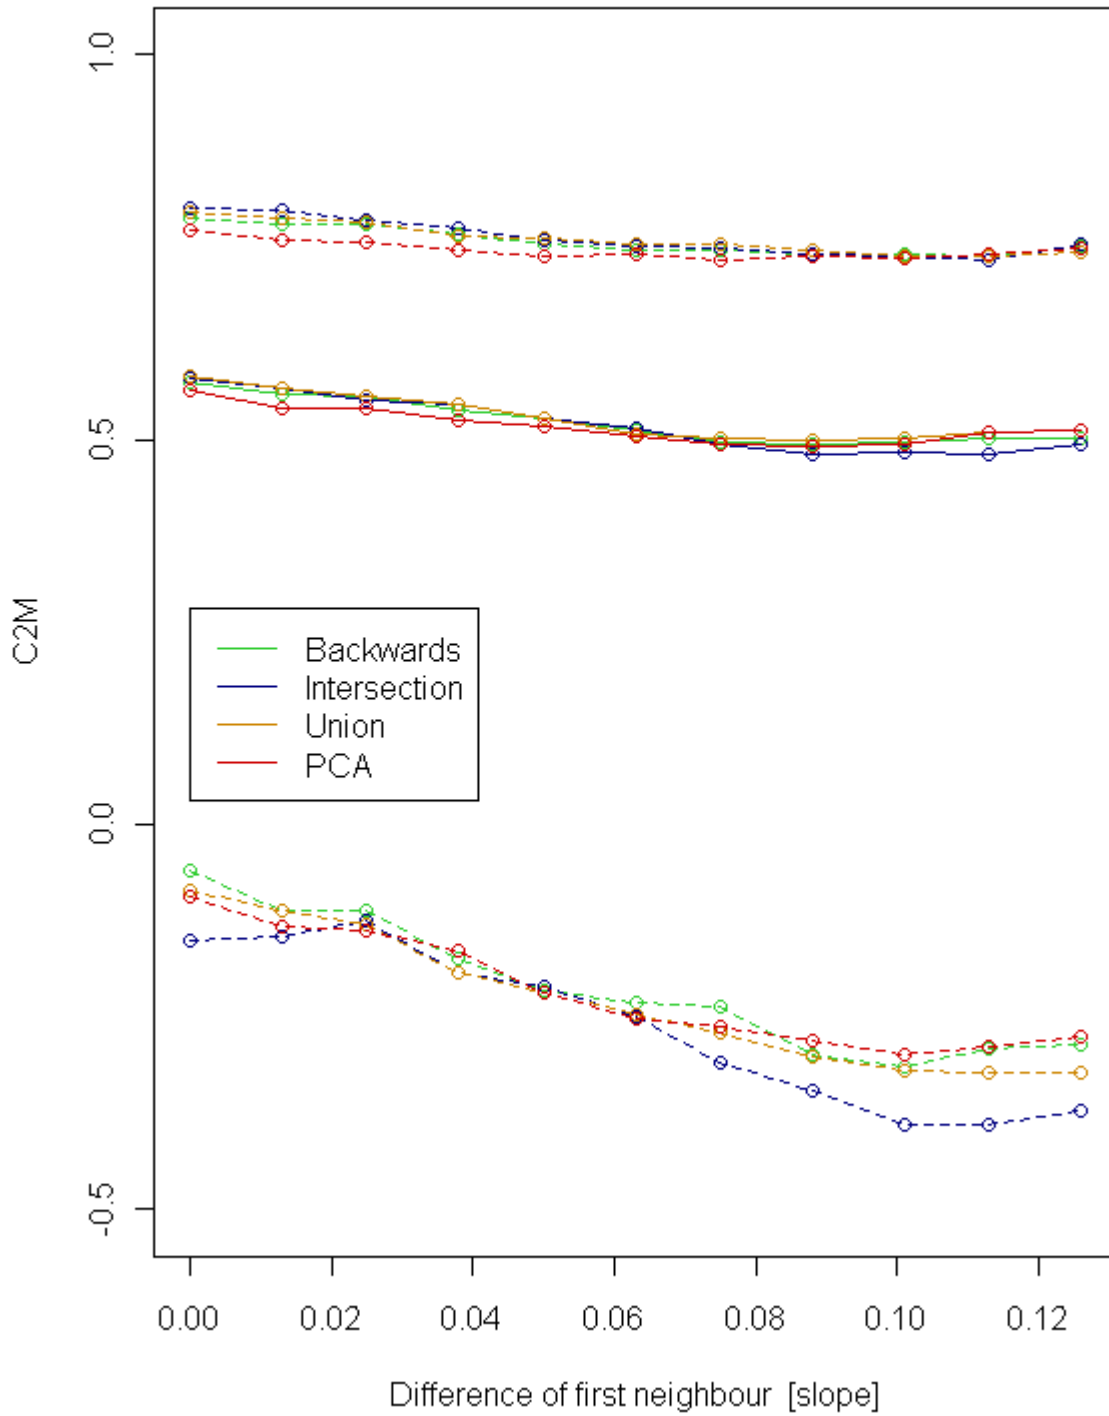 1.0
0.5
0.0
-0.5
C2M
Backwards
Intersection
Union
PCA
0.00 0.02 0.04 0.06 0.08 0.10 0.12
Difference of first neighbour [slope]